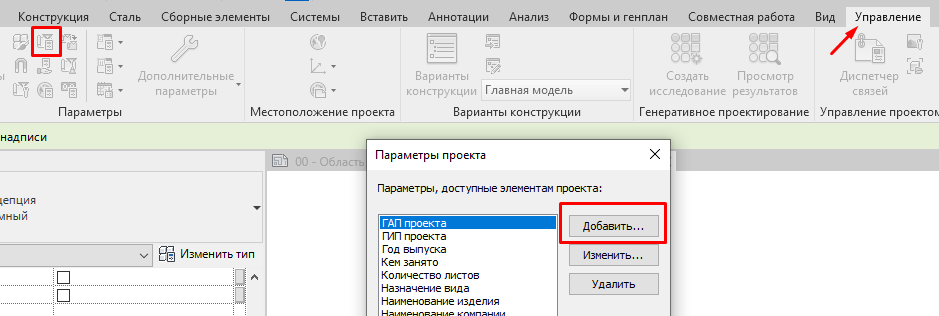 Конструкция Сталь Сборные элементы Системы Вставить Аннотации Анализ Формы и генплан Совместная работа Вид Управление
Дополнительные
параметры
Варианты
конструкции
Главная модель
Создать
исследование
Просмотр
результатов
Диспетчер
связей
Параметры Местоположение проекта Варианты конструкции Генеративное проектирование Управление проектом
надписи
00 - Область
Параметры проекта
Параметры, доступные элементам проекта:
ГАП проекта
ГИП проекта
Год выпуска
Кем занято
Количество листов
Назначение вида
Наименование изделия
Наименование компании
Добавить...
Изменить...
Удалить
Изменить тип